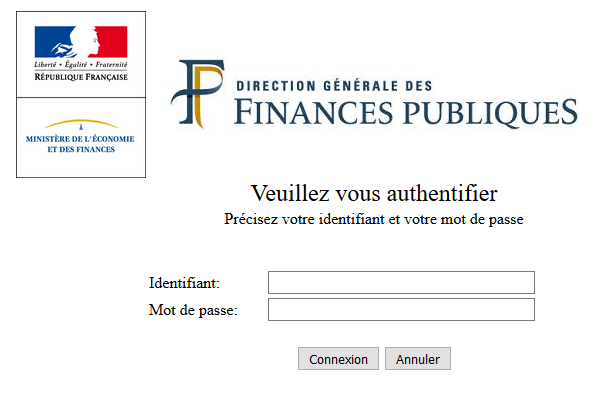 Liberté • Égalité • Fraternité
RÉPUBLIQUE FRANÇAISE
MINISTÈRE DE L'ÉCONOMIE
ET DES FINANCES
DIRECTION GÉNÉRALE DES
FINANCES PUBLIQUES
Veuillez vous authentifier
Précisez votre identifiant et votre mot de passe
Identifiant:
Mot de passe:
Connexion Annuler